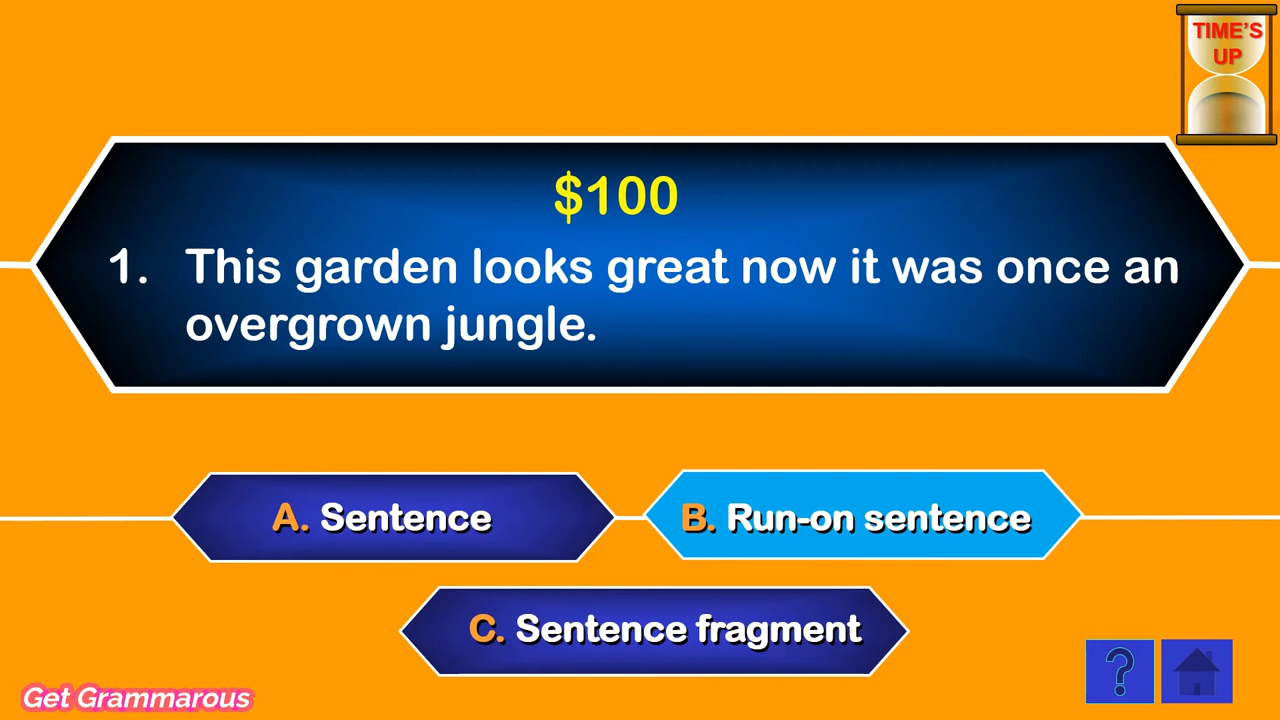 TIME'S
UP
$100
1. This garden looks great now it was once an
overgrown jungle.
A. Sentence
B. Run-on sentence
C. Sentence fragment
?
Get Grammarous